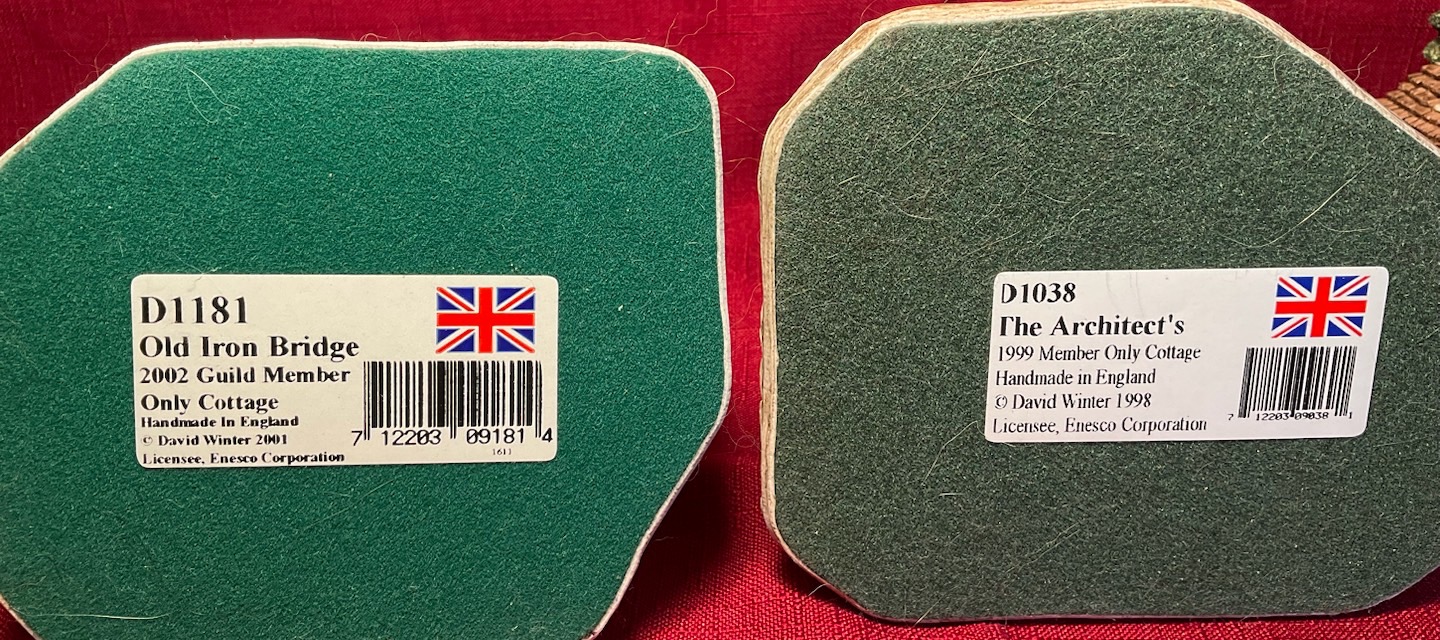 D1181
Old Iron Bridge
2002 Guild Member
Only Cottage
Handmade In England
© David Winter 2001
Licensee, Enesco Corporation
7 12203 09181 4
1611
D1038
The Architect's
1999 Member Only Cottage
Handmade in England
© David Winter 1998
Licensee, Enesco Corporation
7 12203 09038 1